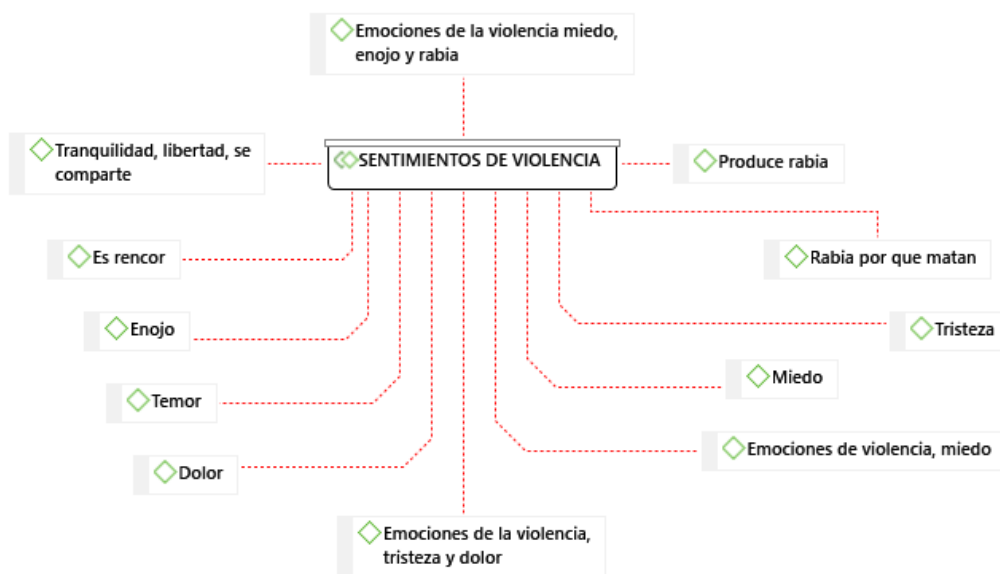 Emociones de la violencia miedo,
enojo y rabia
Tranquilidad, libertad, se
comparte
SENTIMIENTOS DE VIOLENCIA
Produce rabia
Es rencor
Rabia por que matan
Enojo
Tristeza
Temor
Miedo
Dolor
Emociones de violencia, miedo
Emociones de la violencia,
tristeza y dolor